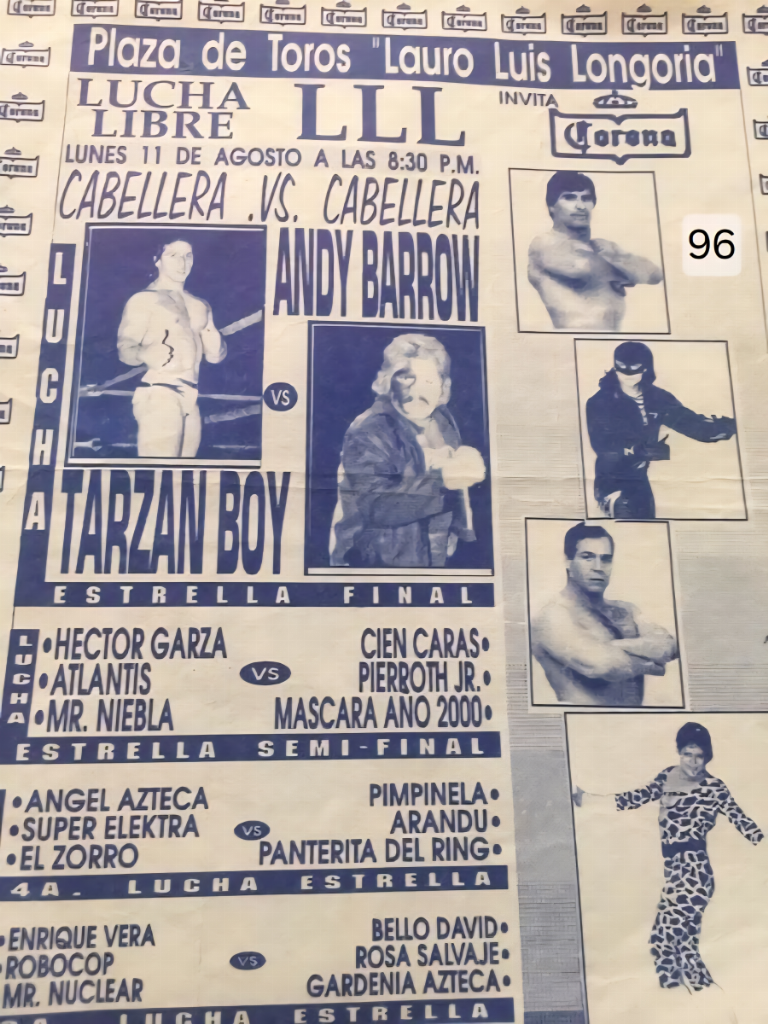 Plaza de Toros "Lauro Luis Longoria"
LUCHA LIBRE
LLL
INVITA
Corona
LUNES 11 DE AGOSTO A LAS 8:30 P.M.
CABELLERA .VS. CABELLERA
96
LUCHA
ANDY BARROW
VS
TARZAN BOY
ESTRELLA FINAL
LUCHA
•HECTOR GARZA
•ATLANTIS
•MR. NIEBLA
VS
CIEN CARAS•
PIERROTH JR.•
MASCARA AÑO 2000•
ESTRELLA SEMI-FINAL
•ANGEL AZTECA
•SUPER ELEKTRA
•EL ZORRO
VS
PIMPINELA•
ARANDU•
PANTERITA DEL RING•
4A. LUCHA ESTRELLA
•ENRIQUE VERA
•ROBOCOP
MR. NUCLEAR
VS
BELLO DAVID•
ROSA SALVAJE•
GARDENIA AZTECA•
LUCHA ESTRELLA